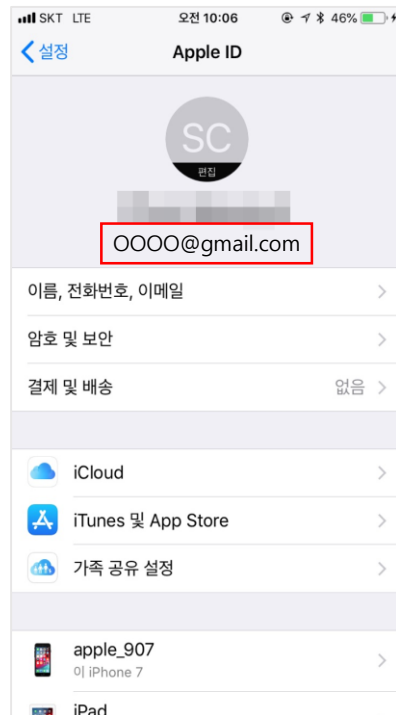 SKT LTE 오전 10:06 46%
설정 Apple ID
SC
편집
OOOO@gmail.com
이름, 전화번호, 이메일
암호 및 보안
결제 및 배송 없음
iCloud
iTunes 및 App Store
가족 공유 설정
apple_907
이 iPhone 7
iPad